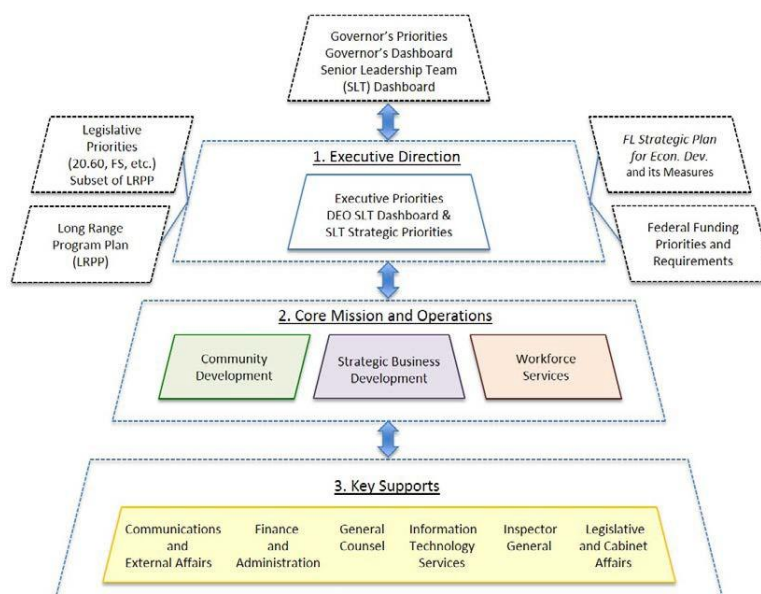 Governor's Priorities
Governor's Dashboard
Senior Leadership Team
(SLT) Dashboard
Legislative
Priorities
(20.60, FS, etc.)
Subset of LRPP
Long Range
Program Plan
(LRPP)
1. Executive Direction
Executive Priorities
DEO SLT Dashboard &
SLT Strategic Priorities
FL Strategic Plan
for Econ. Dev.
and its Measures
Federal Funding
Priorities and
Requirements
2. Core Mission and Operations
Community
Development
Strategic Business
Development
Workforce
Services
3. Key Supports
Communications
and
External Affairs
Finance
and
Administration
General
Counsel
Information
Technology
Services
Inspector
General
Legislative
and Cabinet
Affairs